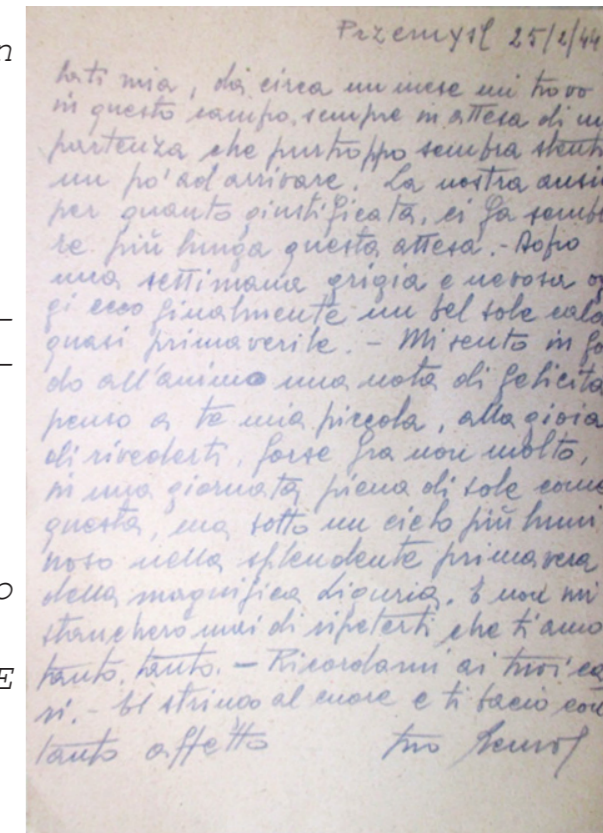 n
Przemysl 25/2/44
mia, da circa un mese mi trovo
in questo campo, sempre in attesa di un
partenza che purtroppo sembra stenti
un po' ad arrivare. La nostra ansi
per quanto giustificata, ci fa sembr
re più lunga questa attesa. - Dopo
una settimana grigia e nevosa og
gi ecco finalmente un bel sole cald
quasi primaverile. - Mi sento in fo
do all'animo una nota di felicità
penso a te mia piccola, alla gioia
di rivederti, forse fra non molto,
in una giornata piena di sole come
questa, ma sotto un cielo più lumi
noso nella splendente primavera
della magnifica Liguria. E non mi
stancherò mai di ripeterti che ti amo
o
tanto, tanto. - Ricordami ai tuoi ca
E
ri. - Ti stringo al cuore e ti bacio con
tanto affetto tuo